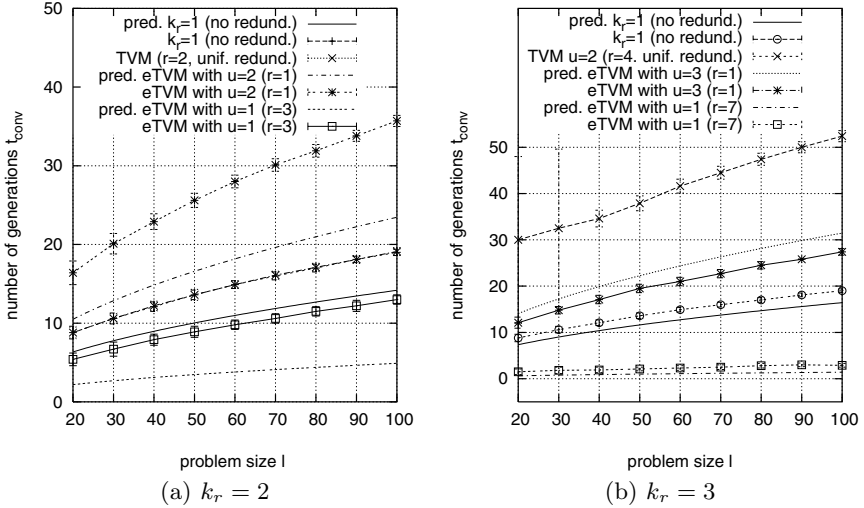 50
40
30
20
10
0
number of generations t_conv
pred. k_r=1 (no redund.)
k_r=1 (no redund.)
TVM (r=2, unif. redund.)
pred. eTVM with u=2 (r=1)
eTVM with u=2 (r=1)
pred. eTVM with u=1 (r=3)
eTVM with u=1 (r=3)
20 30 40 50 60 70 80 90 100
problem size l
(a) k_r = 2
50
40
30
20
10
0
number of generations t_conv
pred. k_r=1 (no redund.)
k_r=1 (no redund.)
TVM u=2 (r=4. unif. redund.)
pred. eTVM with u=3 (r=1)
eTVM with u=3 (r=1)
pred. eTVM with u=1 (r=7)
eTVM with u=1 (r=7)
20 30 40 50 60 70 80 90 100
problem size l
(b) k_r = 3